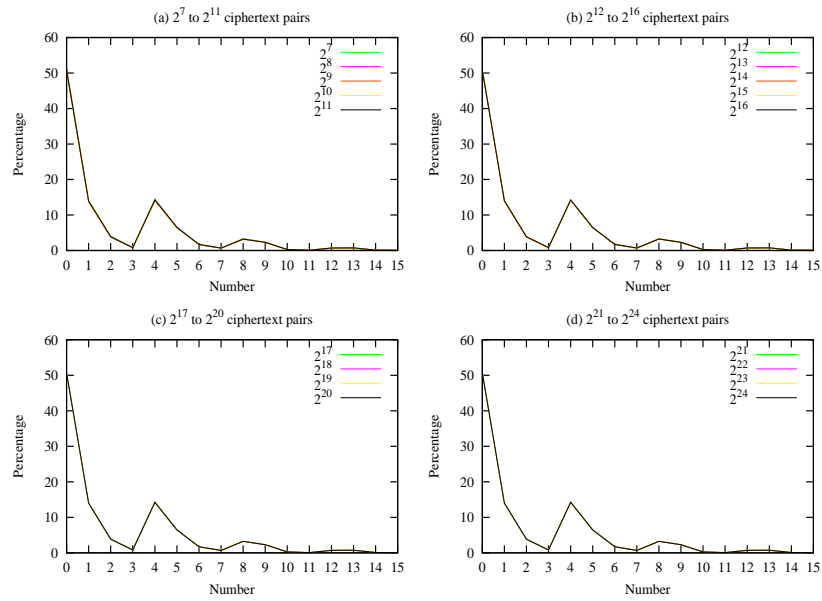 (a) 2^7 to 2^11 ciphertext pairs
60
50
40
30
20
10
0
Percentage
2^7
2^8
2^9
2^10
2^11
0 1 2 3 4 5 6 7 8 9 10 11 12 13 14 15
Number
(b) 2^12 to 2^16 ciphertext pairs
60
50
40
30
20
10
0
Percentage
2^12
2^13
2^14
2^15
2^16
0 1 2 3 4 5 6 7 8 9 10 11 12 13 14 15
Number
(c) 2^17 to 2^20 ciphertext pairs
60
50
40
30
20
10
0
Percentage
2^17
2^18
2^19
2^20
0 1 2 3 4 5 6 7 8 9 10 11 12 13 14 15
Number
(d) 2^21 to 2^24 ciphertext pairs
60
50
40
30
20
10
0
Percentage
2^21
2^22
2^23
2^24
0 1 2 3 4 5 6 7 8 9 10 11 12 13 14 15
Number